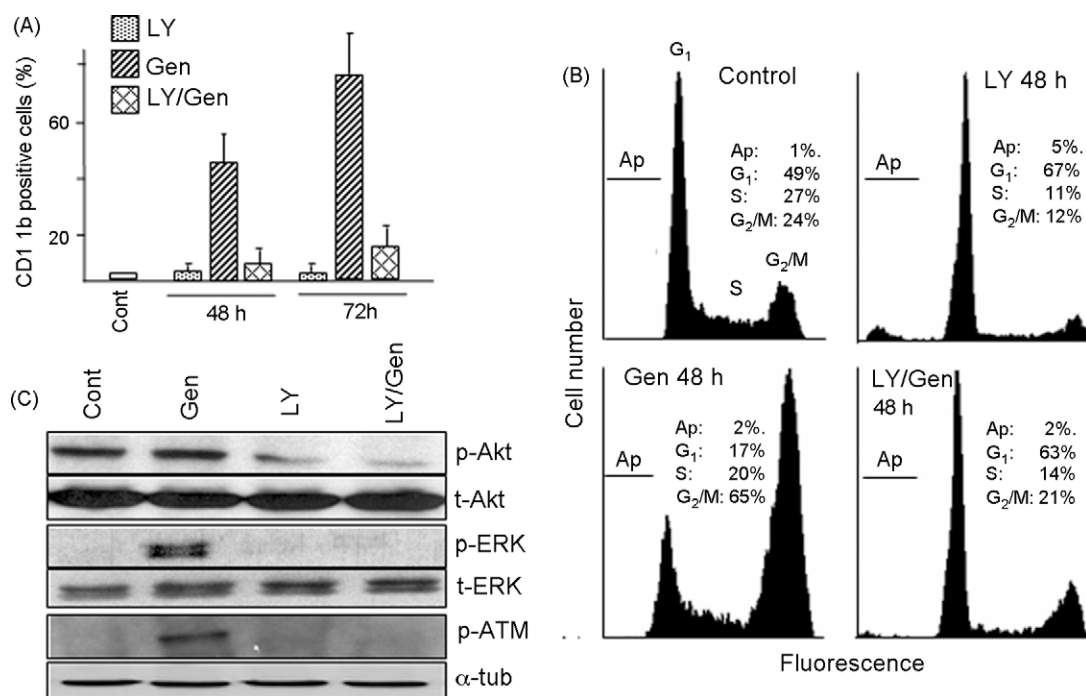 (A)
LY
Gen
LY/Gen
CD1 1b positive cells (%)
60
20
Cont
48 h
72h
(B)
G1
Control
Ap
Ap: 1%.
G1: 49%
S: 27%
G2/M: 24%
S
G2/M
LY 48 h
Ap
Ap: 5%.
G1: 67%
S: 11%
G2/M: 12%
Cell number
Gen 48 h
Ap
Ap: 2%.
G1: 17%
S: 20%
G2/M: 65%
LY/Gen
48 h
Ap
Ap: 2%.
G1: 63%
S: 14%
G2/M: 21%
Fluorescence
(C)
Cont
Gen
LY
LY/Gen
p-Akt
t-Akt
p-ERK
t-ERK
p-ATM
α-tub